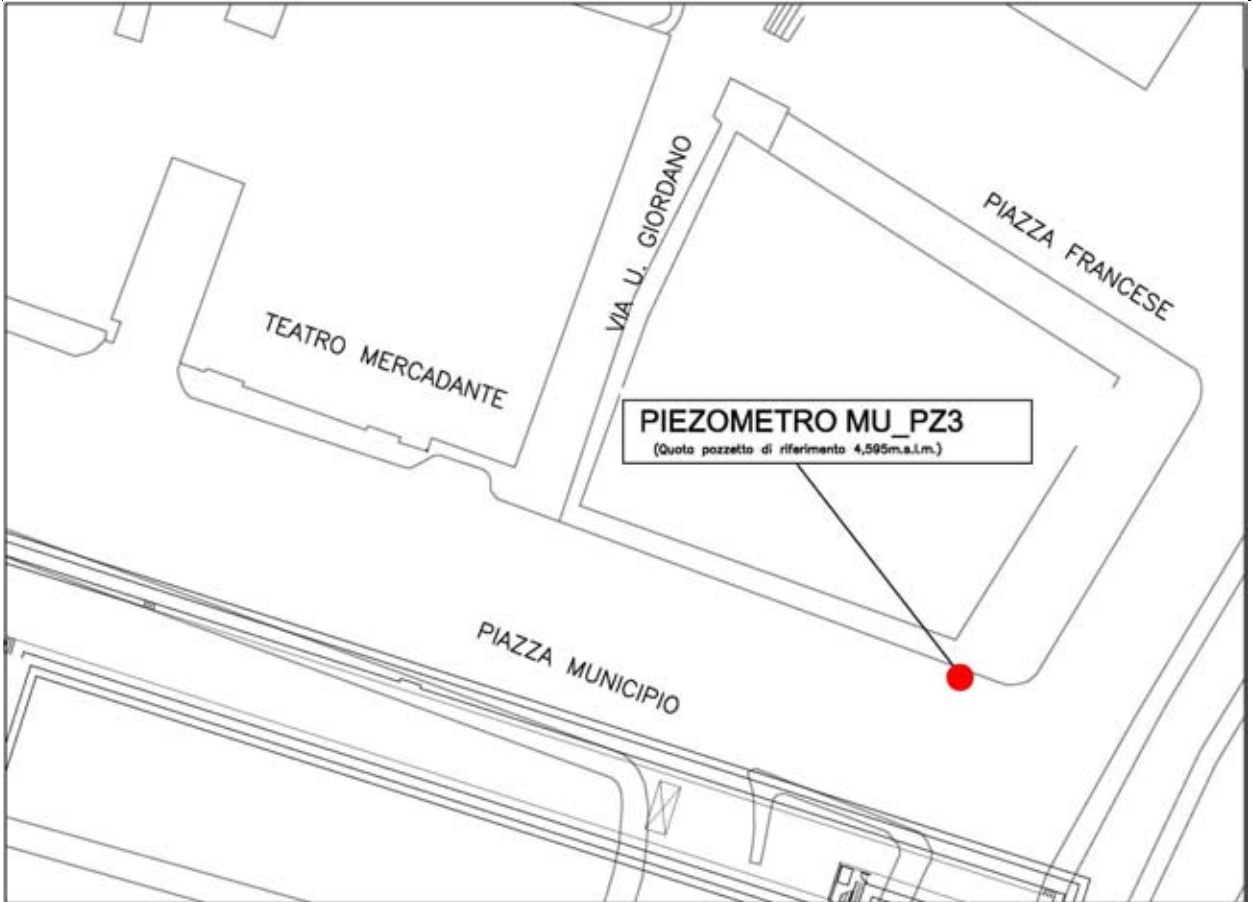 VIA U. GIORDANO
PIAZZA FRANCESE
TEATRO MERCADANTE
PIEZOMETRO MU_PZ3
(Quota pozzetto di riferimento 4,595m.s.l.m.)
PIAZZA MUNICIPIO